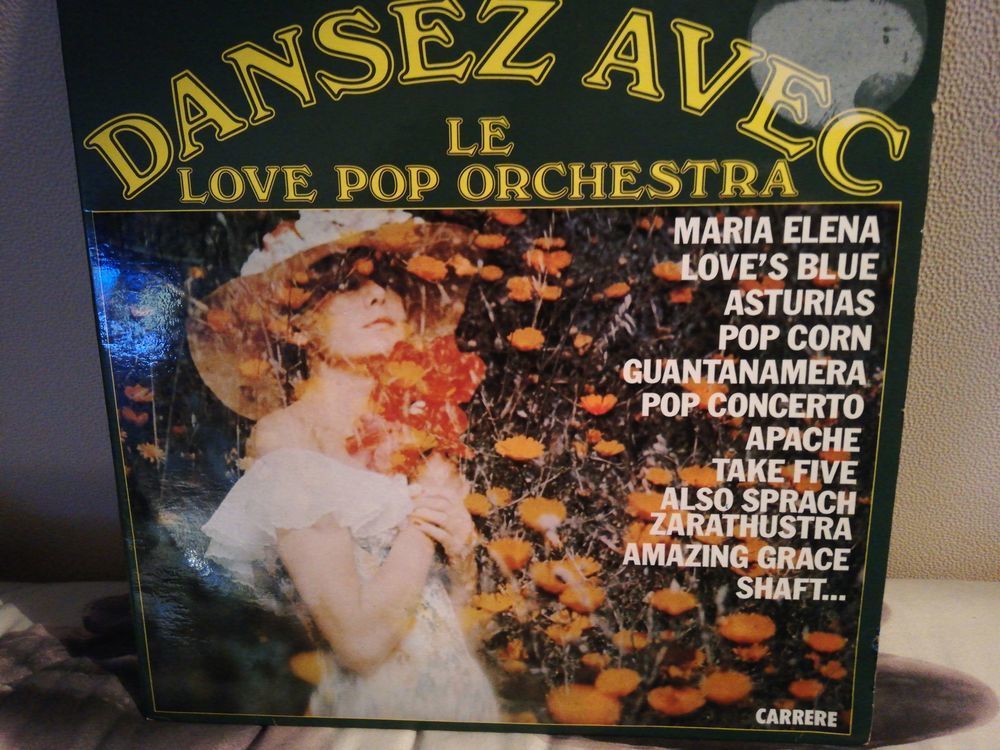 DANSEZ AVEC
LE
LOVE POP ORCHESTRA
MARIA ELENA
LOVE'S BLUE
ASTURIAS
POP CORN
GUANTANAMERA
POP CONCERTO
APACHE
TAKE FIVE
ALSO SPRACH
ZARATHUSTRA
AMAZING GRACE
SHAFT...
CARRERE